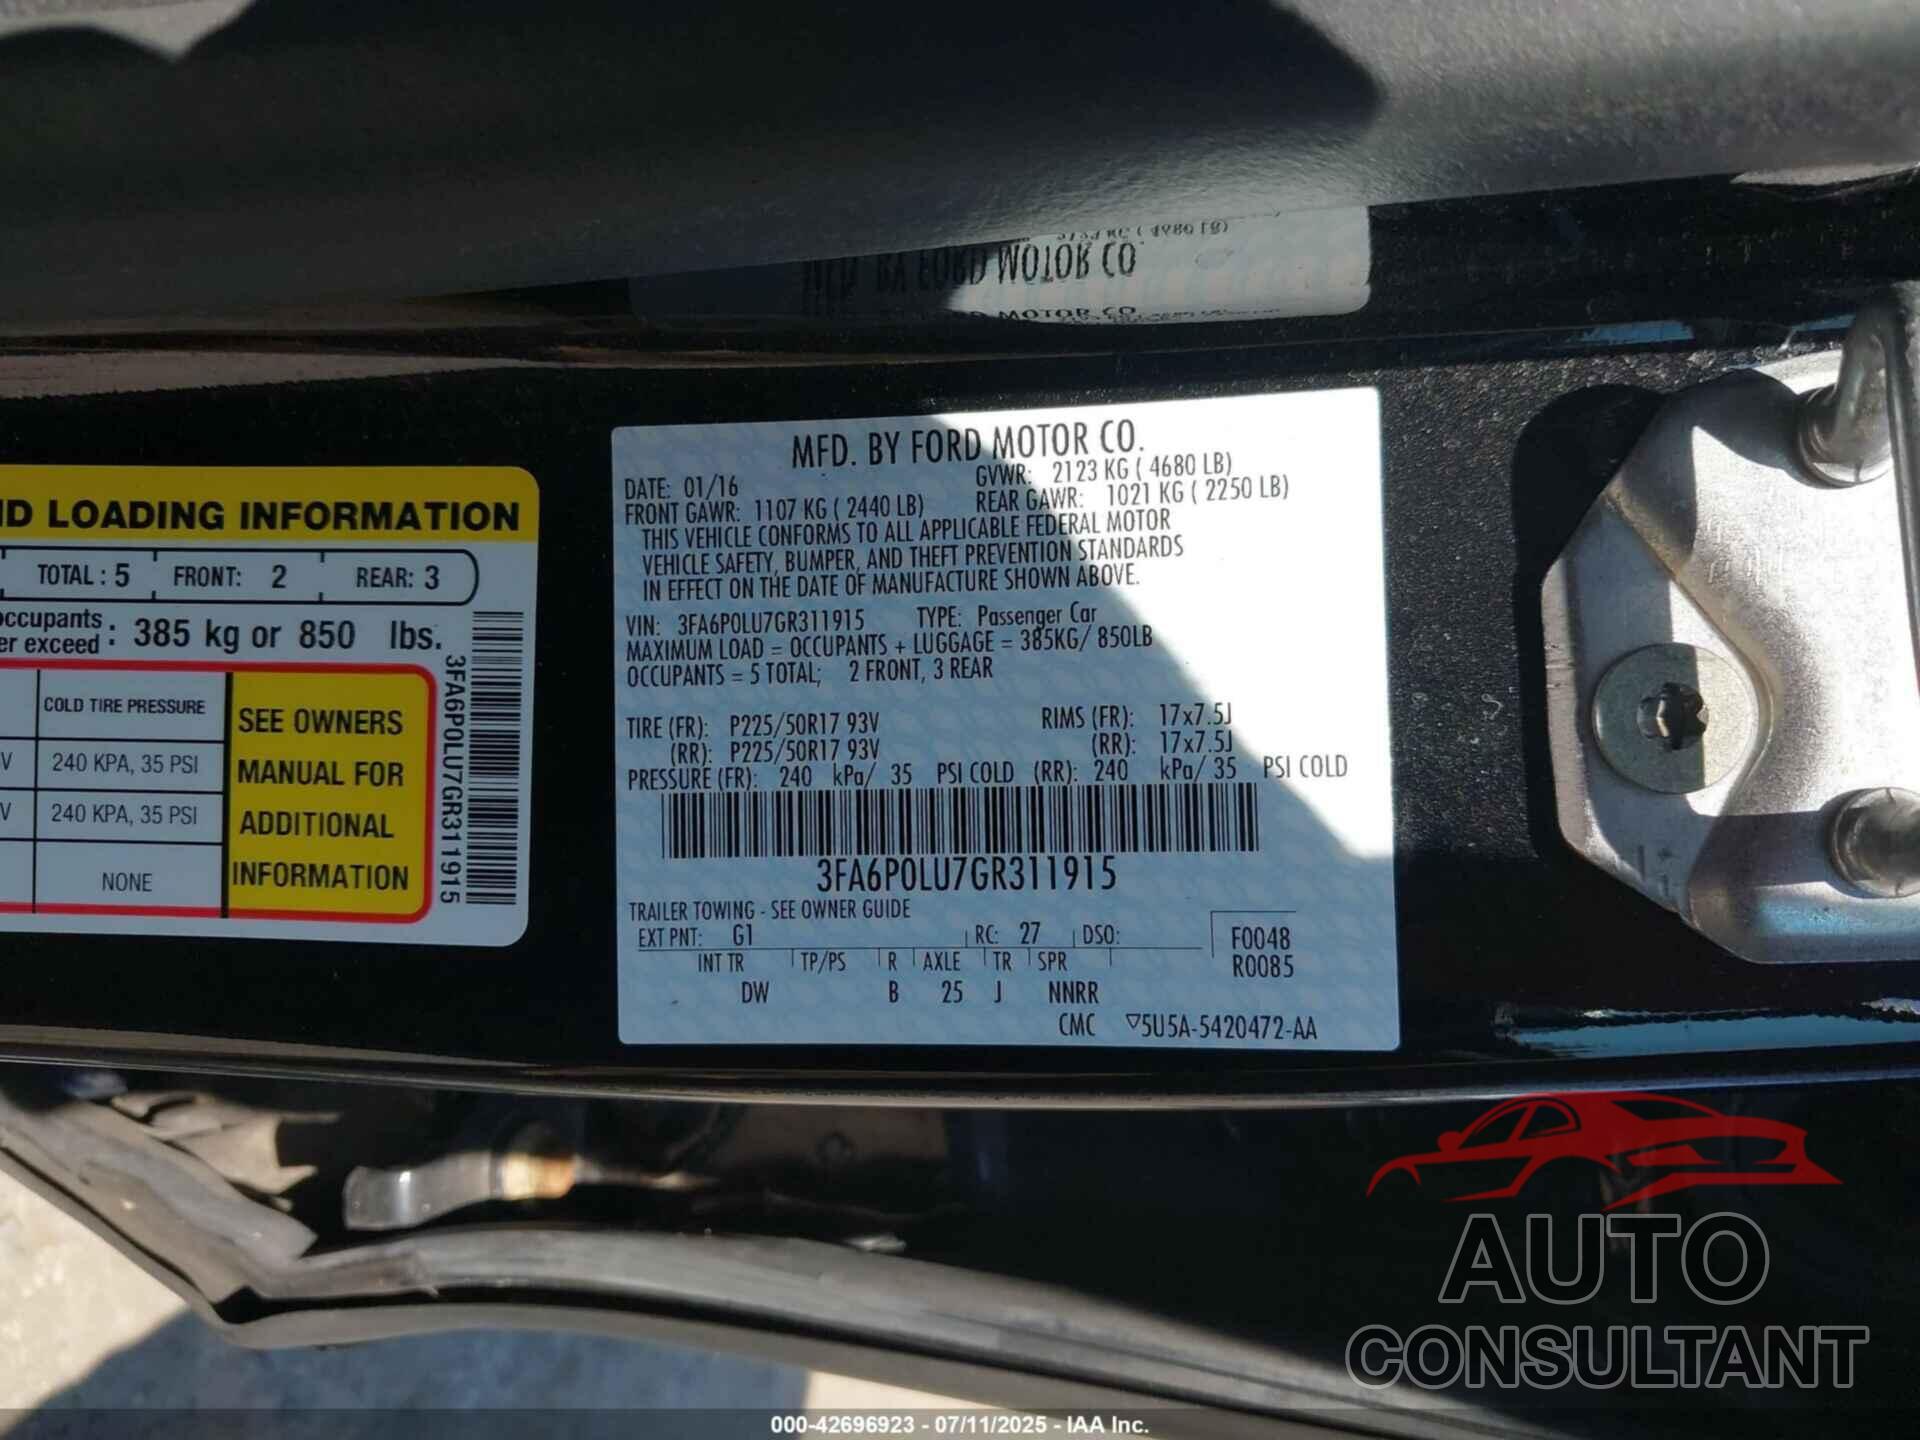 MFD. BY FORD MOTOR CO.
ND LOADING INFORMATION
TOTAL : 5 FRONT: 2 REAR: 3
occupants
er exceed : 385 kg or 850 lbs.
COLD TIRE PRESSURE
V 240 KPA, 35 PSI
V 240 KPA, 35 PSI
NONE
SEE OWNERS
MANUAL FOR
ADDITIONAL
INFORMATION
3FA6P0LU7GR311915
MFD. BY FORD MOTOR CO.
DATE: 01/16 GVWR: 2123 KG ( 4680 LB)
FRONT GAWR: 1107 KG ( 2440 LB) REAR GAWR: 1021 KG ( 2250 LB)
THIS VEHICLE CONFORMS TO ALL APPLICABLE FEDERAL MOTOR
VEHICLE SAFETY, BUMPER, AND THEFT PREVENTION STANDARDS
IN EFFECT ON THE DATE OF MANUFACTURE SHOWN ABOVE.
VIN: 3FA6P0LU7GR311915 TYPE: Passenger Car
MAXIMUM LOAD = OCCUPANTS + LUGGAGE = 385KG/ 850LB
OCCUPANTS = 5 TOTAL; 2 FRONT, 3 REAR
TIRE (FR): P225/50R17 93V RIMS (FR): 17x7.5J
(RR): P225/50R17 93V (RR): 17x7.5J
PRESSURE (FR): 240 kPa/ 35 PSI COLD (RR): 240 kPa/ 35 PSI COLD
3FA6P0LU7GR311915
TRAILER TOWING - SEE OWNER GUIDE
EXT PNT: G1 RC: 27 DSO: F0048
INT TR TP/PS R AXLE TR SPR R0085
DW B 25 J NNRR
CMC ▽5U5A-5420472-AA
AUTO
CONSULTANT
000-42696923 - 07/11/2025 - IAA Inc.